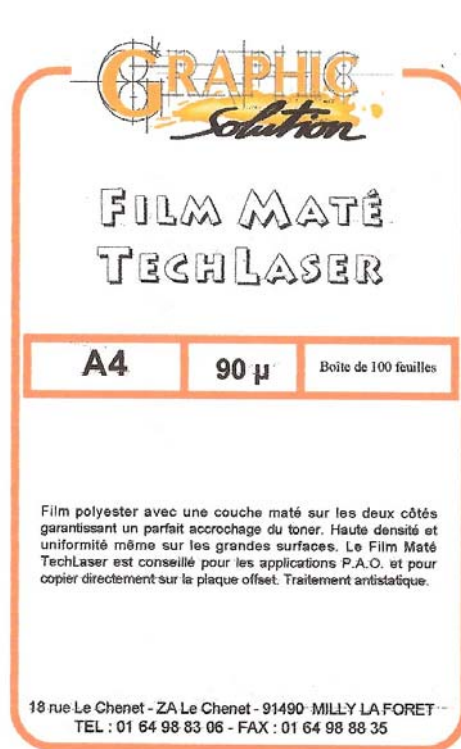 GRAPHIC
Solution
FILM MATÉ
TECHLASER
A4
90 µ
Boîte de 100 feuilles
Film polyester avec une couche maté sur les deux côtés
garantissant un parfait accrochage du toner. Haute densité et
uniformité même sur les grandes surfaces. Le Film Maté
TechLaser est conseillé pour les applications P.A.O. et pour
copier directement sur la plaque offset. Traitement antistatique.
18 rue Le Chenet - ZA Le Chenet - 91490 MILLY LA FORET
TEL : 01 64 98 83 06 - FAX : 01 64 98 88 35